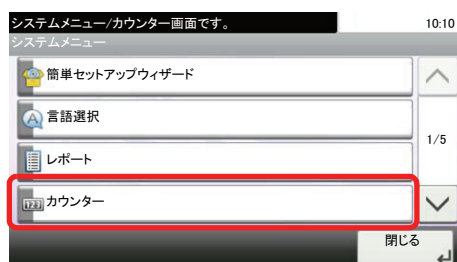 システムメニュー/カウンター画面です。
10:10
システムメニュー
簡単セットアップウィザード
言語選択
1/5
レポート
123 カウンター
閉じる